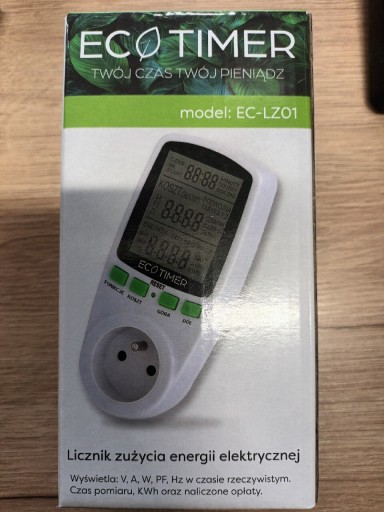 ECO TIMER
TWÓJ CZAS TWÓJ PIENIĄDZ
model: EC-LZ01
KOSZT
ECO TIMER
FUNKCJE KOSZT RESET GÓRA DÓŁ
Licznik zużycia energii elektrycznej
Wyświetla: V, A, W, PF, Hz w czasie rzeczywistym.
Czas pomiaru, KWh oraz naliczone opłaty.